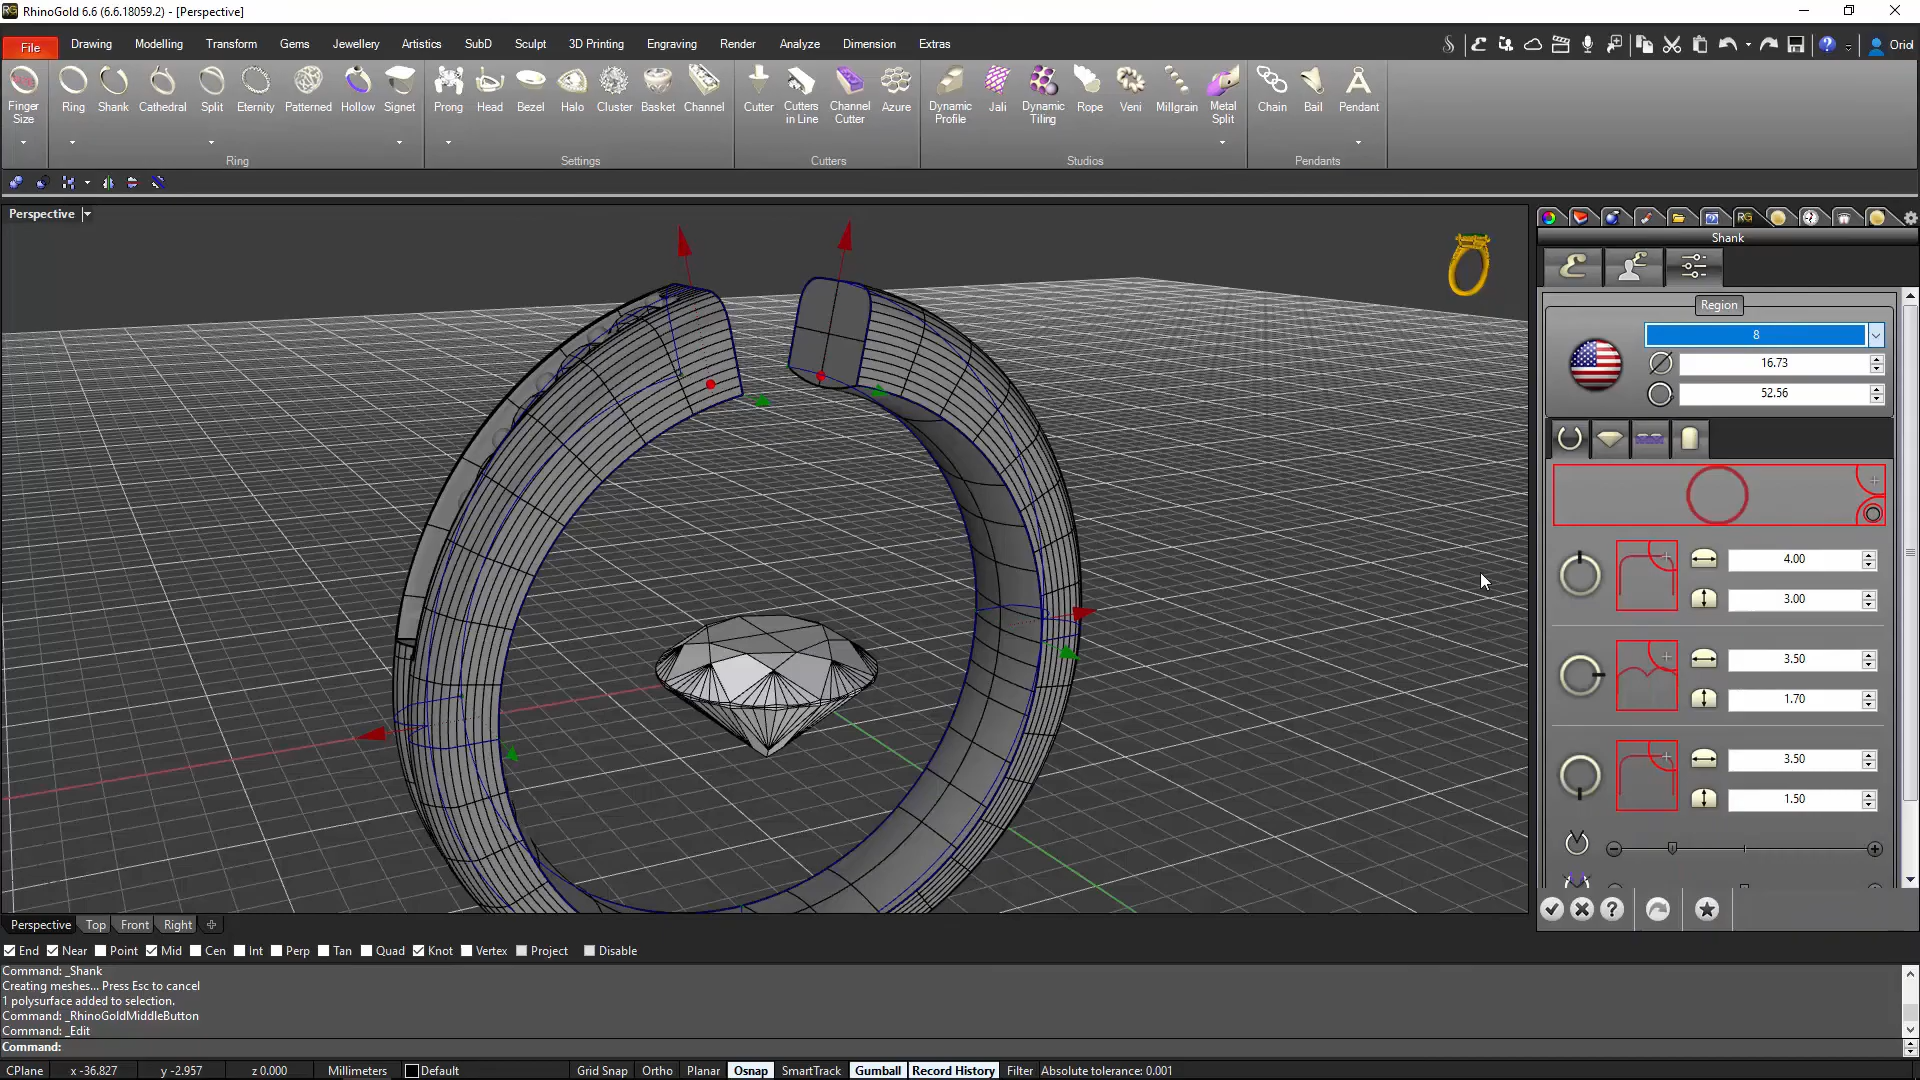 RhinoGold 6.6 (6.6.18059.2) - [Perspective]
File Drawing Modelling Transform Gems Jewellery Artistics SubD Sculpt 3D Printing Engraving Render Analyze Dimension Extras Oriol
Finger Size Ring Shank Cathedral Split Eternity Patterned Hollow Signet Prong Head Bezel Halo Cluster Basket Channel Cutter Cutters in Line Channel Cutter Azure Dynamic Profile Jali Dynamic Tiling Rope Veni Millgrain Metal Split Chain Bail Pendant
Ring Settings Cutters Studios Pendants
Perspective
RG
Shank
Region
8
16.73
52.56
4.00
3.00
3.50
1.70
3.50
1.50
Perspective Top Front Right
End Near Point Mid Cen Int Perp Tan Quad Knot Vertex Project Disable
Command: _Shank
Creating meshes... Press Esc to cancel
1 polysurface added to selection.
Command: _RhinoGoldMiddleButton
Command: _Edit
Command:
CPlane x -36.827 y -2.957 z 0.000 Millimeters Default Grid Snap Ortho Planar Osnap SmartTrack Gumball Record History Filter Absolute tolerance: 0.001